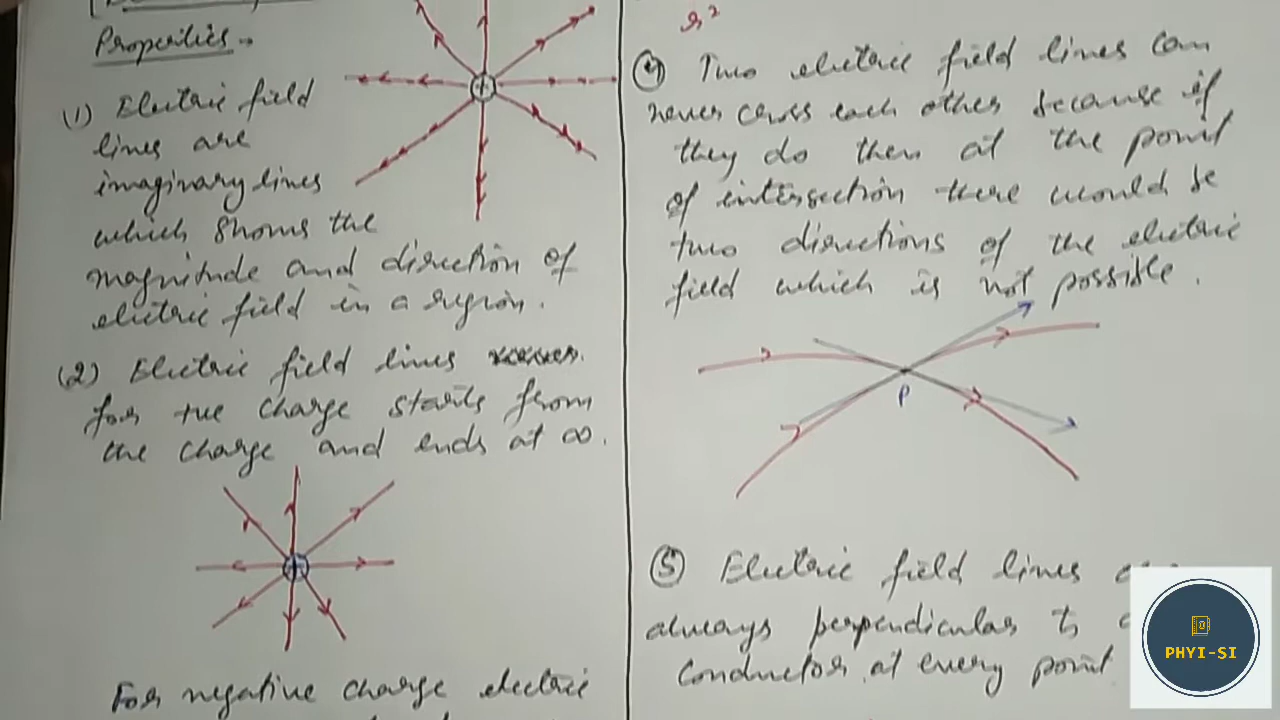 Properties
(1) Electric field
lines are
imaginary lines
which shows the
magnitude and direction of
electric field in a region.
(2) Electric field lines
for +ve charge starts from
the charge and ends at ∞.
For negative charge electric
r²
(4) Two electric field lines can
never cross each other because if
they do then at the point
of intersection there would be
two directions of the electric
field which is not possible.
P
(5) Electric field lines
always perpendicular to
conductor at every point
PHYI-SI